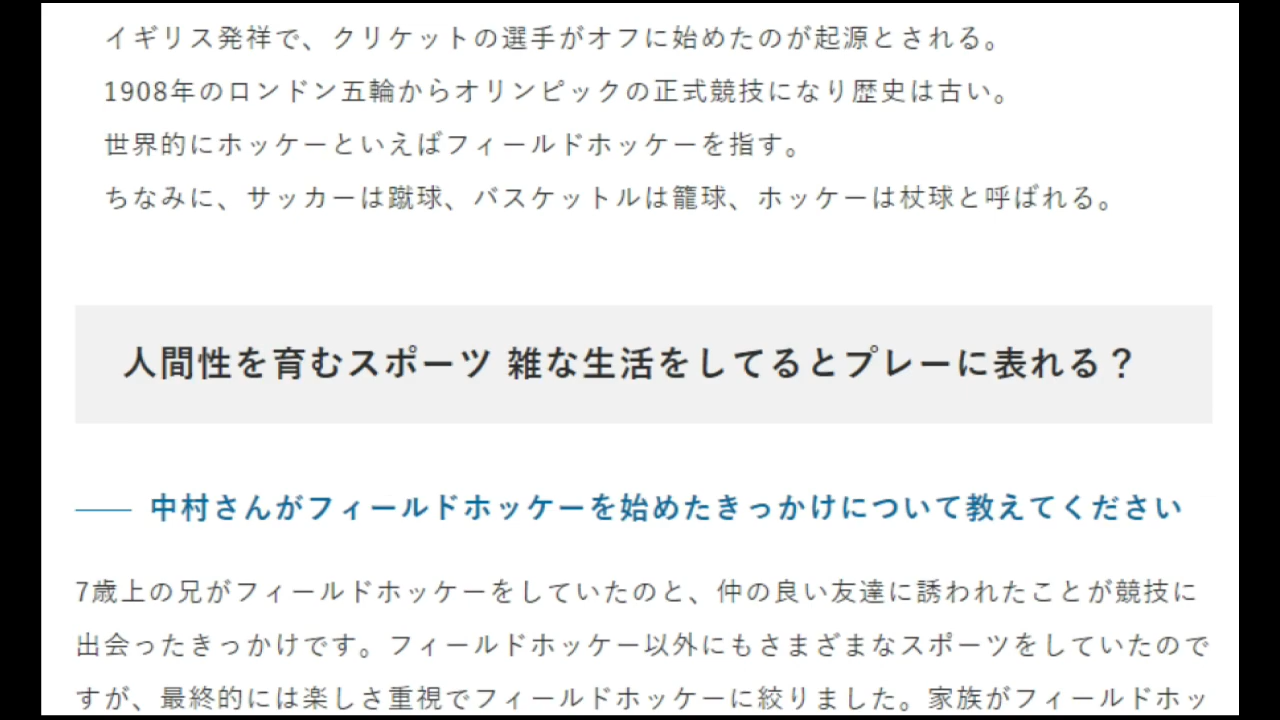 イギリス発祥で、クリケットの選手がオフに始めたのが起源とされる。
1908年のロンドン五輪からオリンピックの正式競技になり歴史は古い。
世界的にホッケーといえばフィールドホッケーを指す。
ちなみに、サッカーは蹴球、バスケットルは籠球、ホッケーは杖球と呼ばれる。
人間性を育むスポーツ 雑な生活をしてるとプレーに表れる？
中村さんがフィールドホッケーを始めたきっかけについて教えてください
7歳上の兄がフィールドホッケーをしていたのと、仲の良い友達に誘われたことが競技に
出会ったきっかけです。フィールドホッケー以外にもさまざまなスポーツをしていたので
すが、最終的には楽しさ重視でフィールドホッケーに絞りました。家族がフィールドホッ